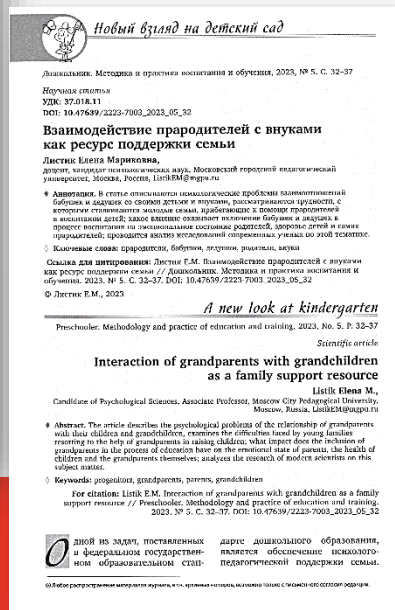 Новый взгляд на детский сад
Дошкольник. Методика и практика воспитания и обучения, 2023, № 5. С. 32–37
Научная статья
УДК: 37.018.11
DOI: 10.47639/2223-7003_2023_05_32
Взаимодействие прародителей с внуками
как ресурс поддержки семьи
Листик Елена Мариковна,
доцент, кандидат психологических наук, Московский городской педагогический
университет, Москва, Россия, ListikEM@mgpu.ru
Аннотация. В статье описываются психологические проблемы взаимоотношений
бабушек и дедушек со своими детьми и внуками, рассматриваются трудности, с
которыми сталкиваются молодые семьи, прибегающие к помощи прародителей
в воспитании детей; какое влияние оказывает включение бабушек и дедушек в
процесс воспитания на эмоциональное состояние родителей, здоровье детей и самих
прародителей; проводится анализ исследований современных ученых по этой тематике.
Ключевые слова: прародители, бабушки, дедушки, родители, внуки
Ссылка для цитирования: Листик Е.М. Взаимодействие прародителей с внуками
как ресурс поддержки семьи // Дошкольник. Методика и практика воспитания и
обучения. 2023. № 5. С. 32–37. DOI: 10.47639/2223-7003_2023_05_32
© Листик Е.М., 2023
A new look at kindergarten
Preschooler. Methodology and practice of education and training, 2023, No. 5. P. 32–37
Scientific article
Interaction of grandparents with grandchildren
as a family support resource
Listik Elena M.,
Candidate of Psychological Sciences, Associate Professor, Moscow City Pedagogical University,
Moscow, Russia, ListikEM@mgpu.ru
Abstract. The article describes the psychological problems of the relationship of grandparents
with their children and grandchildren, examines the difficulties faced by young families
resorting to the help of grandparents in raising children; what impact does the inclusion of
grandparents in the process of education have on the emotional state of parents, the health of
children and the grandparents themselves; analyzes the research of modern scientists on this
subject matter.
Keywords: progenitors, grandparents, parents, grandchildren
For citation: Listik E.M. Interaction of grandparents with grandchildren as a family
support resource // Preschooler. Methodology and practice of education and training.
2023. № 5. С. 32–37. DOI: 10.47639/2223-7003_2023_05_32
Одной из задач, поставленных
в федеральном государствен-
ном образовательном стан-
дарте дошкольного образования,
является обеспечение психолого-
педагогической поддержки семьи.
© Любое распространение материалов журнала, в т.ч. архивных номеров, возможно только с письменного согласия редакции.